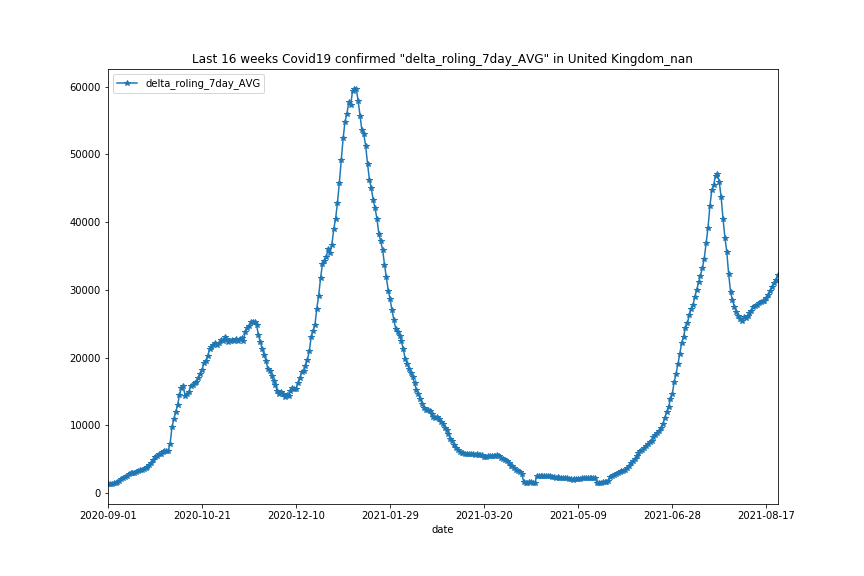 Last 16 weeks Covid19 confirmed "delta_roling_7day_AVG" in United Kingdom_nan
delta_roling_7day_AVG
60000
50000
40000
30000
20000
10000
0
2020-09-01 2020-10-21 2020-12-10 2021-01-29 2021-03-20 2021-05-09 2021-06-28 2021-08-17
date